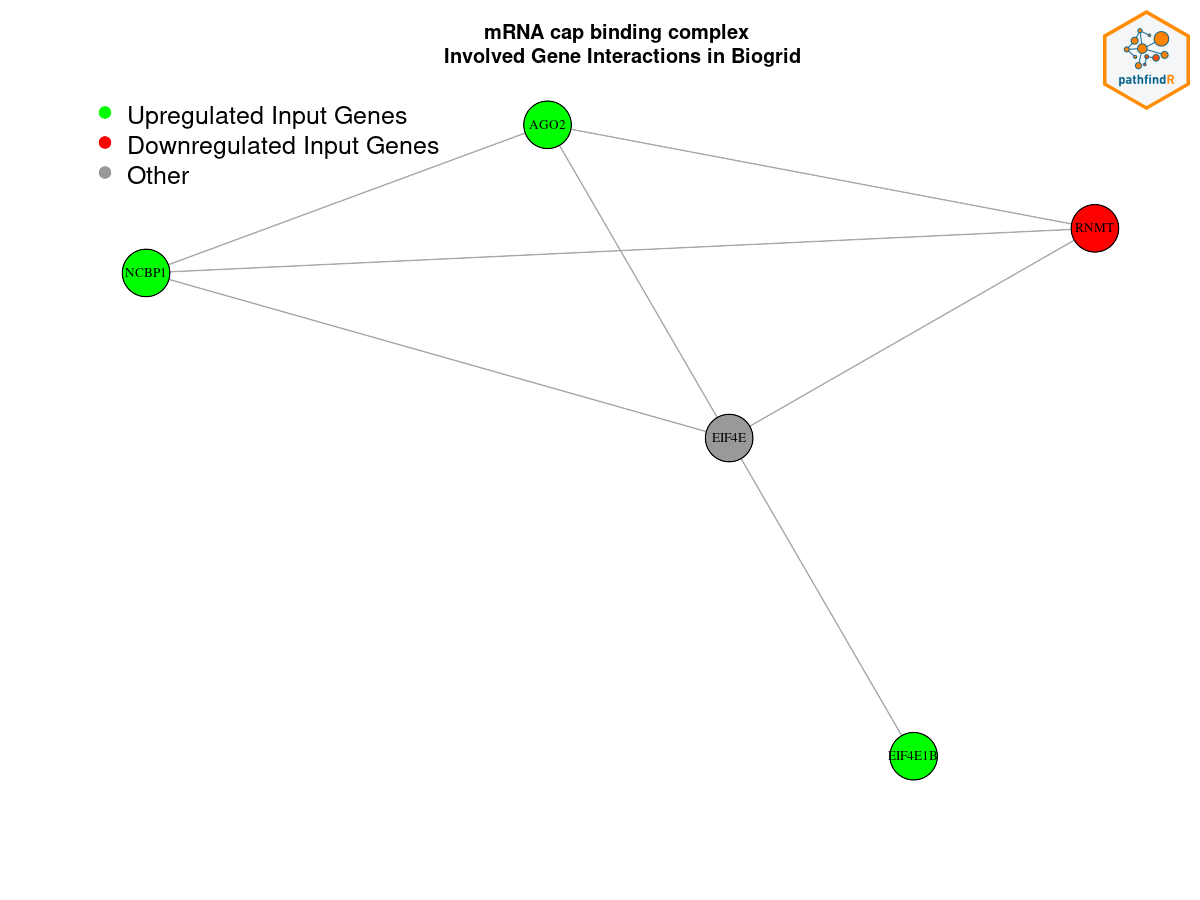 mRNA cap binding complex
Involved Gene Interactions in Biogrid
pathfindR
Upregulated Input Genes
Downregulated Input Genes
Other
AGO2
RNMT
NCBP1
EIF4E
EIF4E1B